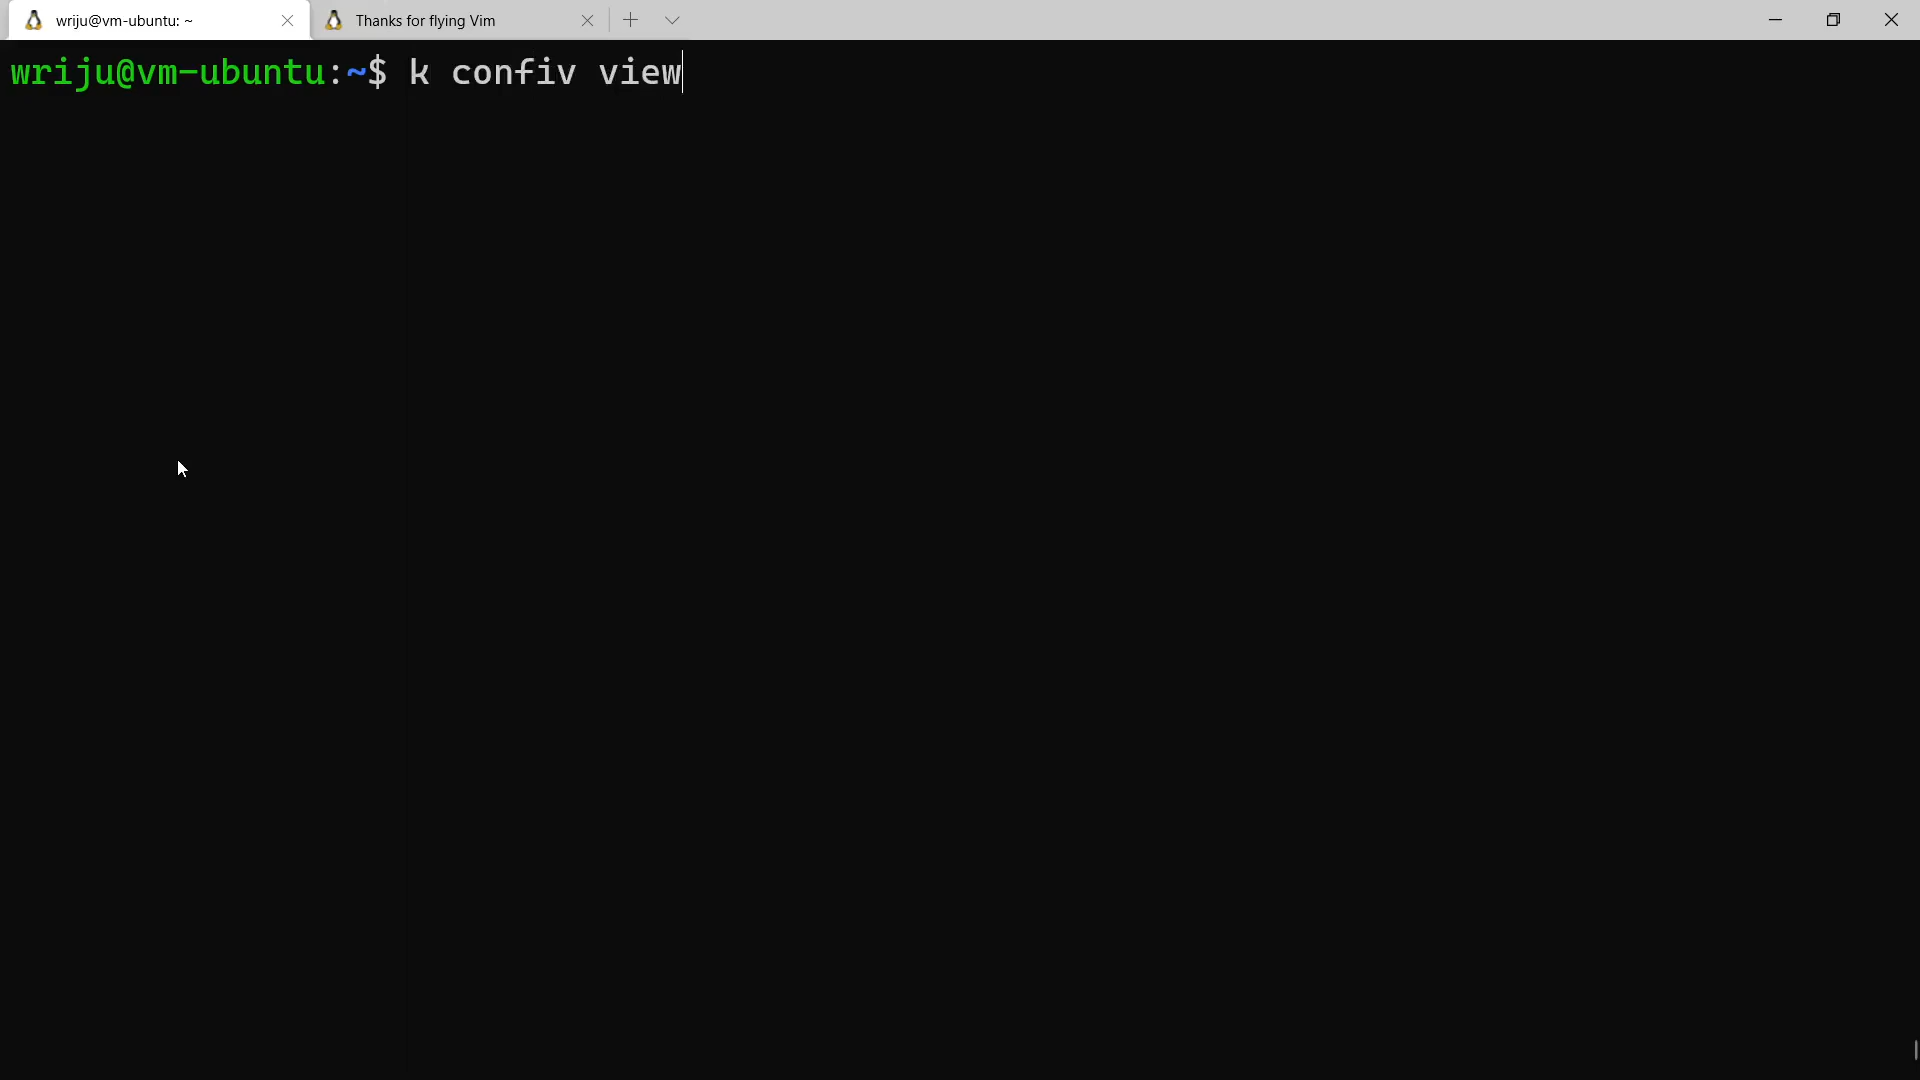 wriju@vm-ubuntu: ~
Thanks for flying Vim
wriju@vm-ubuntu:~$ k confiv view